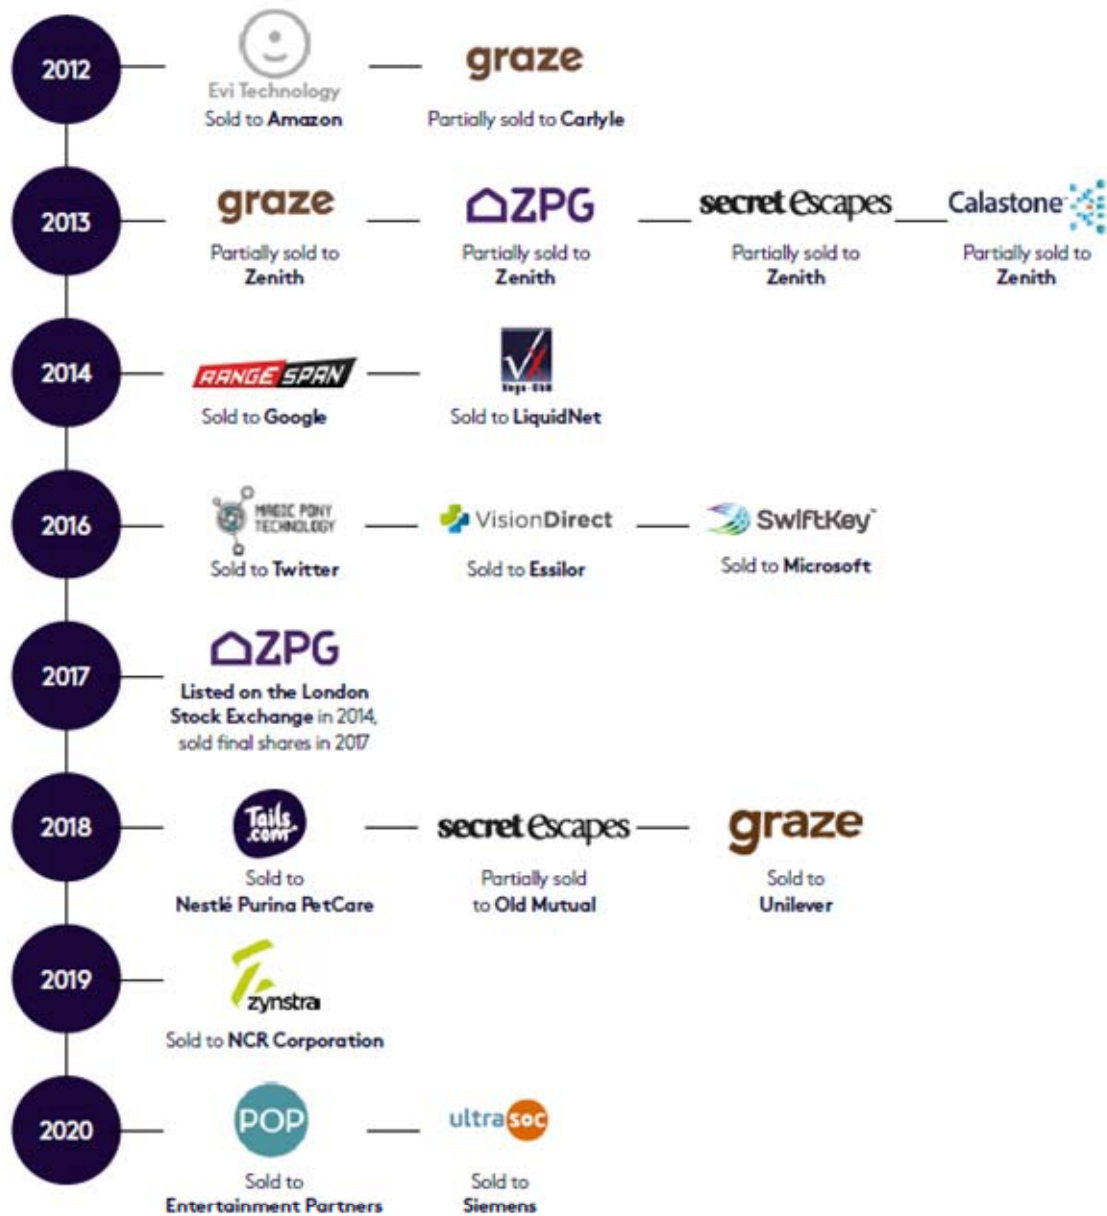 2012
Evi Technology
Sold to Amazon
graze
Partially sold to Carlyle
2013
graze
Partially sold to
Zenith
ZPG
Partially sold to
Zenith
secret escapes
Partially sold to
Zenith
Calastone
Partially sold to
Zenith
2014
RANGESPAN
Sold to Google
Sold to LiquidNet
2016
MAGIC PONY
TECHNOLOGY
Sold to Twitter
VisionDirect
Sold to Essilor
SwiftKey™
Sold to Microsoft
2017
ZPG
Listed on the London
Stock Exchange in 2014,
sold final shares in 2017
2018
Tails
.com
Sold to
Nestlé Purina PetCare
secret escapes
Partially sold
to Old Mutual
graze
Sold to
Unilever
2019
zynstra
Sold to NCR Corporation
2020
POP
Sold to
Entertainment Partners
ultrasoc
Sold to
Siemens